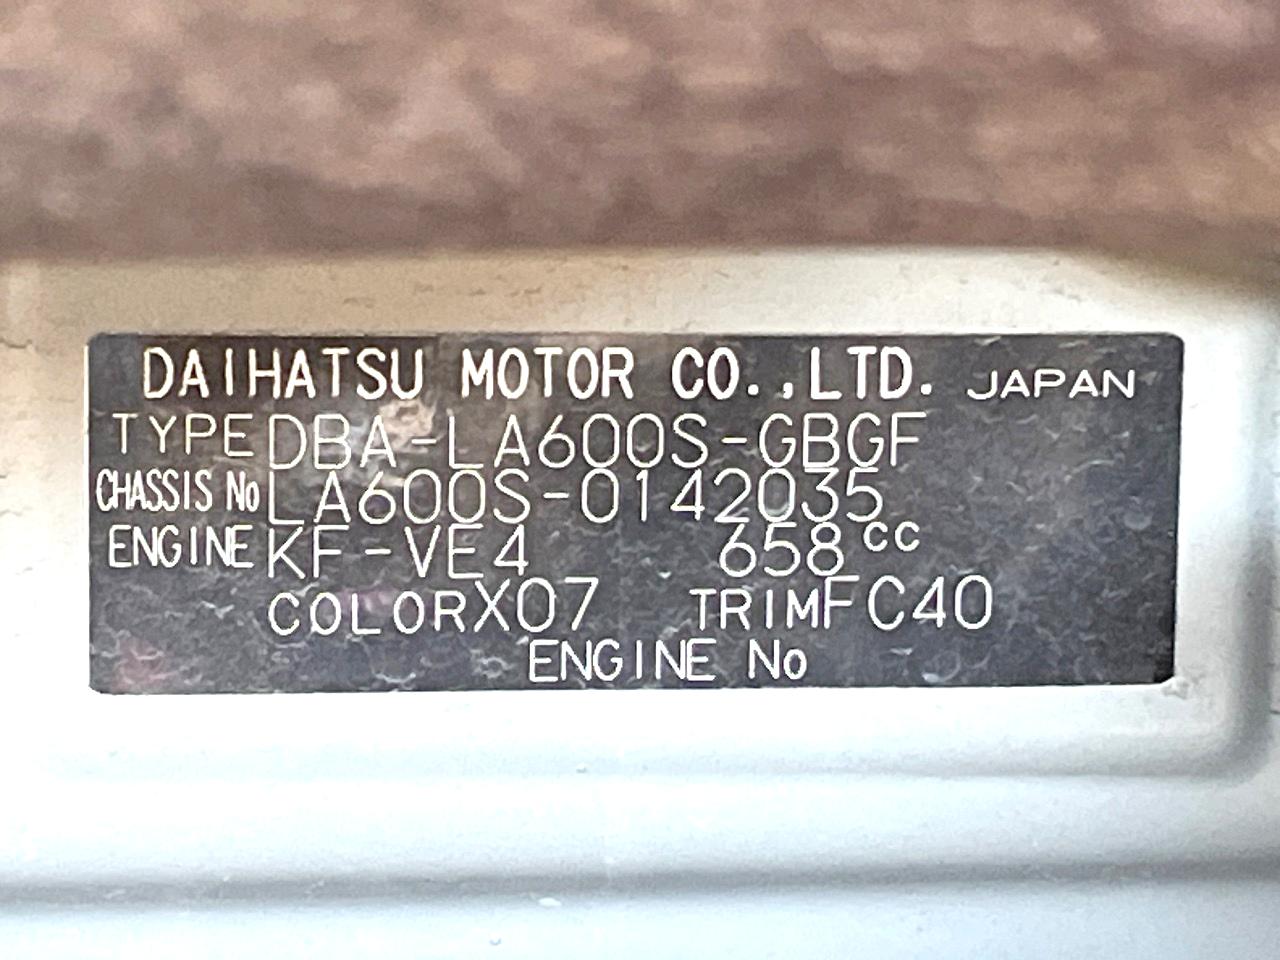 DAIHATSU MOTOR CO.,LTD. JAPAN
TYPE DBA-LA600S-GBGF
CHASSIS No LA600S-0142035
ENGINE KF-VE4 658cc
COLOR X07 TRIM FC40
ENGINE No